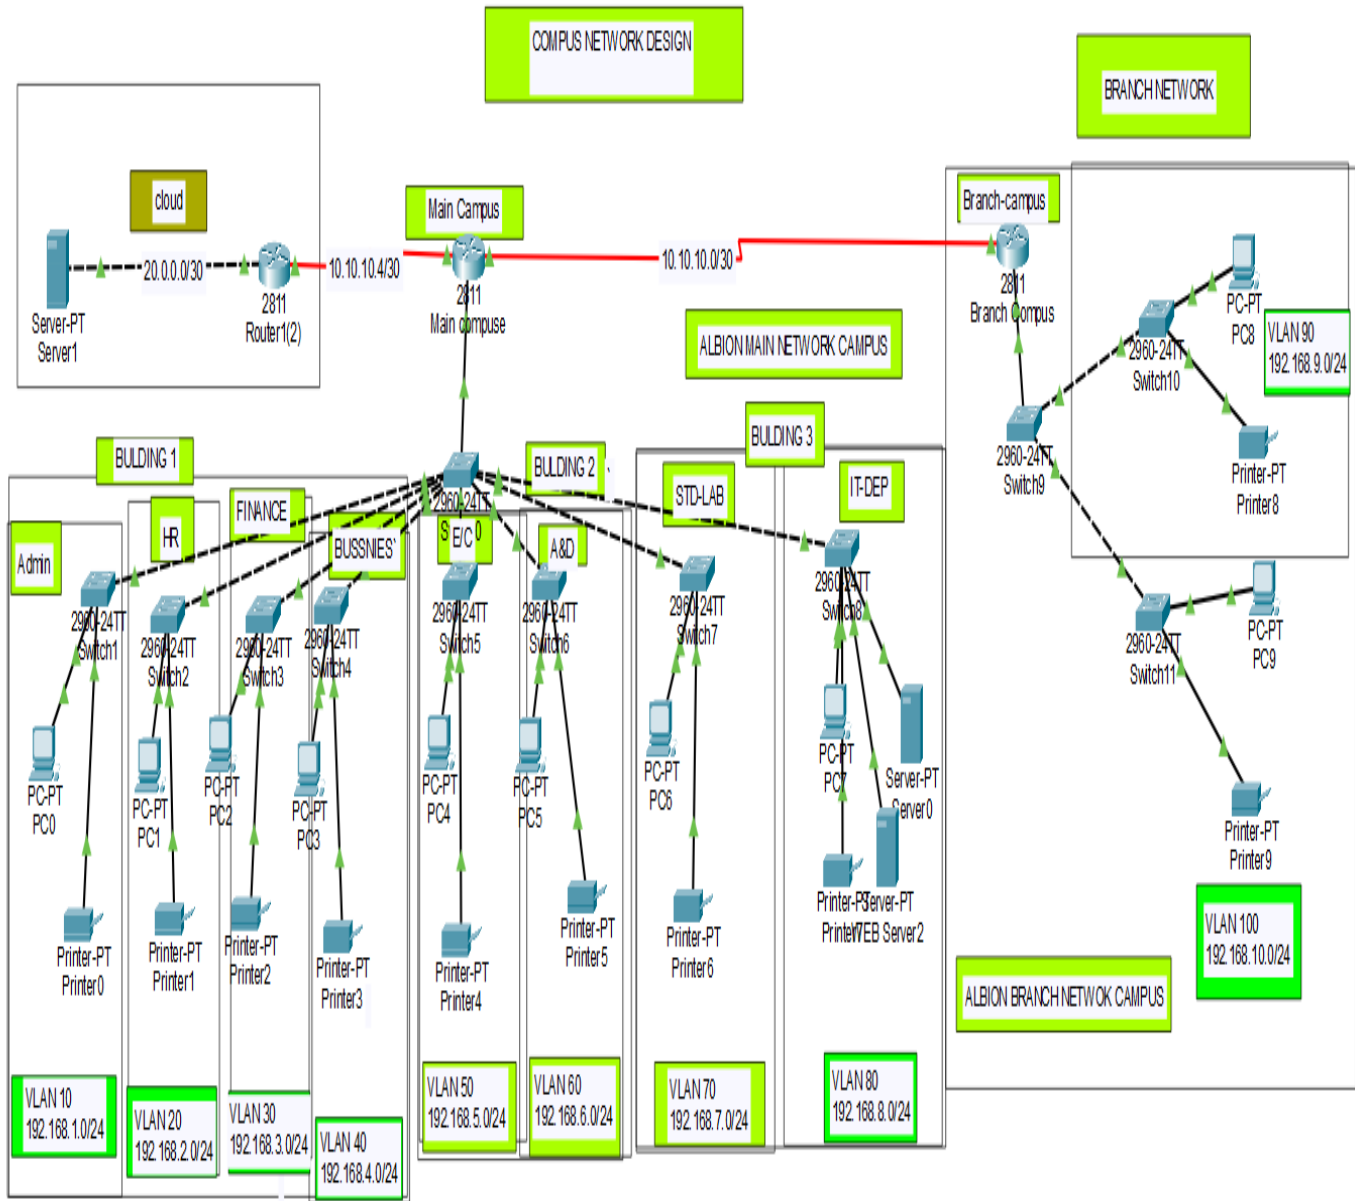 COMPUS NETWORK DESIGN
BRANCH NETWORK
cloud
Main Campus
Branch-campus
20.0.0.0/30
10.10.10.4/30
10.10.10.0/30
Server-PT
Server1
2811
Router1(2)
2811
Main compuse
2811
Branch Compus
PC-PT
PC8
VLAN 90
192.168.9.0/24
2960-24TT
Switch10
ALBION MAIN NETWORK CAMPUS
2960-24TT
Switch9
Printer-PT
Printer8
BULDING 1
BULDING 2
BULDING 3
Admin
HR
FINANCE
BUSSNIES'
E/C
A&D
STD-LAB
IT-DEP
2960-24TT
2960-24TT
Switch1
2960-24TT
Switch2
2960-24TT
Switch3
2960-24TT
Switch4
2960-24TT
Switch5
2960-24TT
Switch6
2960-24TT
Switch7
2960-24TT
Switch8
2960-24TT
Switch11
PC-PT
PC9
PC-PT
PC0
PC-PT
PC1
PC-PT
PC2
PC-PT
PC3
PC-PT
PC4
PC-PT
PC5
PC-PT
PC6
PC-PT
PC7
Server-PT
Server0
Printer-PT
Printer9
Printer-PT
Printer0
Printer-PT
Printer1
Printer-PT
Printer2
Printer-PT
Printer3
Printer-PT
Printer4
Printer-PT
Printer5
Printer-PT
Printer6
Server-PT
WEB Server2
VLAN 100
192.168.10.0/24
ALBION BRANCH NETWOK CAMPUS
VLAN 10
192.168.1.0/24
VLAN 20
192.168.2.0/24
VLAN 30
192.168.3.0/24
VLAN 40
192.168.4.0/24
VLAN 50
192.168.5.0/24
VLAN 60
192.168.6.0/24
VLAN 70
192.168.7.0/24
VLAN 80
192.168.8.0/24